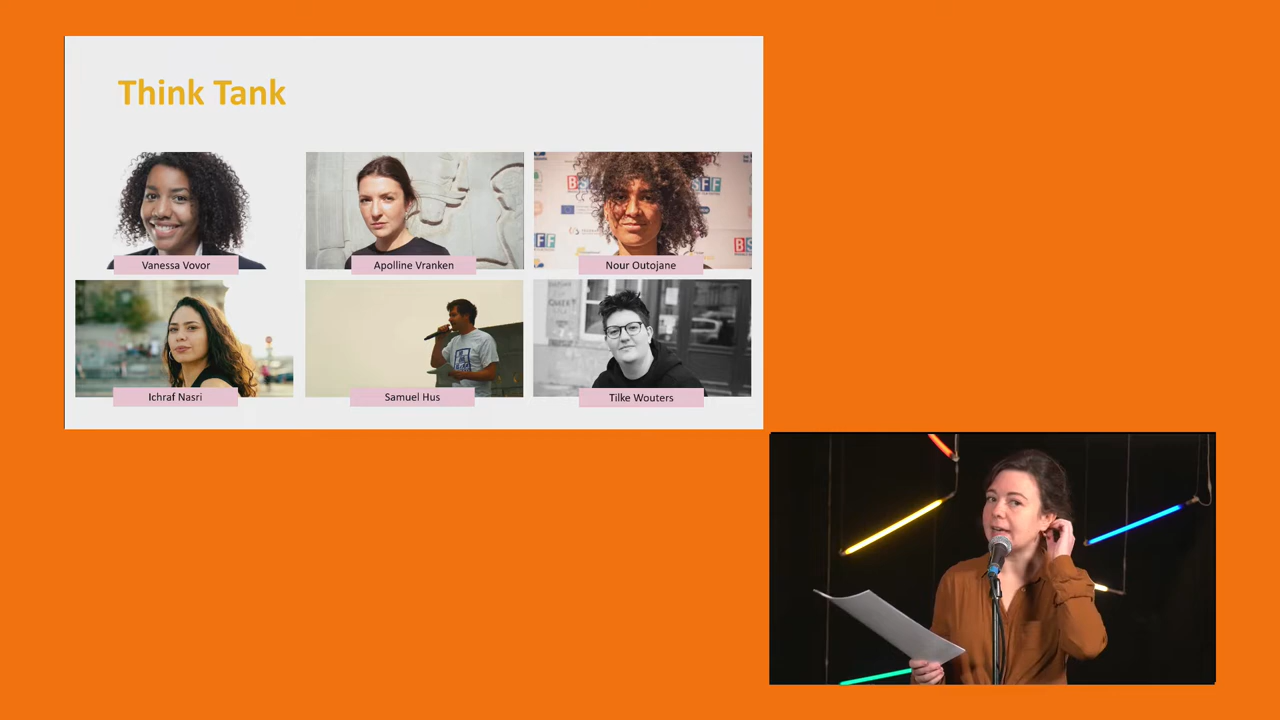 Think Tank
Vanessa Vovor
Apolline Vranken
Nour Outojane
Ichraf Nasri
Samuel Hus
Tilke Wouters